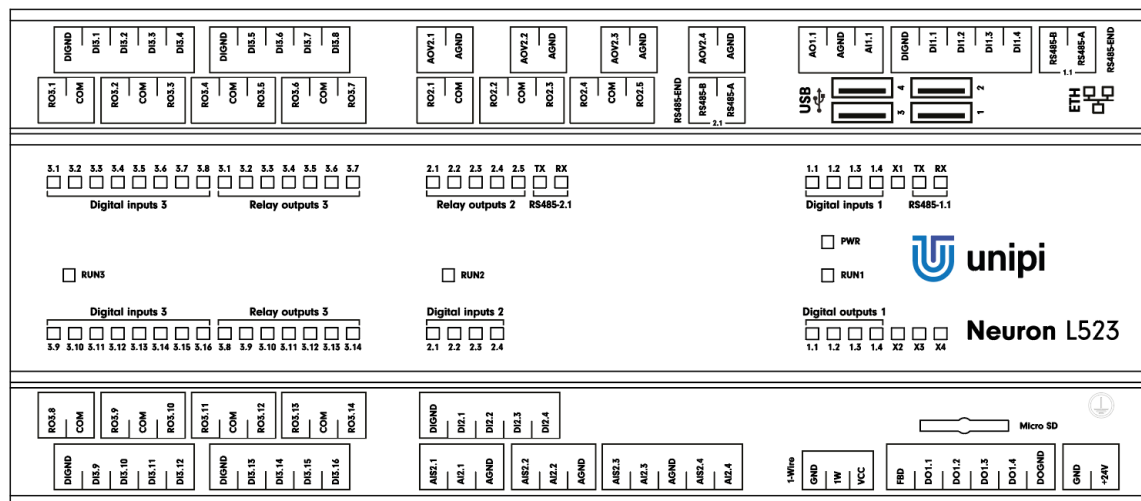 DIGND DI3.1 DI3.2 DI3.3 DI3.4
DIGND DI3.5 DI3.6 DI3.7 DI3.8
AOV2.1 AGND
AOV2.2 AGND
AOV2.3 AGND
AOV2.4 AGND
AO1.1 AGND AI1.1
DIGND DI1.1 DI1.2 DI1.3 DI1.4
RS485-B RS485-A
1.1
RS485-END
RO3.1 COM
RO3.2 COM RO3.3
RO3.4 COM RO3.5
RO3.6 COM RO3.7
RO2.1 COM
RO2.2 COM RO2.3
RO2.4 COM RO2.5
RS485-END
RS485-B RS485-A
2.1
USB
4 2
3 1
ETH
3.1 3.2 3.3 3.4 3.5 3.6 3.7 3.8 3.1 3.2 3.3 3.4 3.5 3.6 3.7
Digital inputs 3 Relay outputs 3
2.1 2.2 2.3 2.4 2.5 TX RX
Relay outputs 2 RS485-2.1
1.1 1.2 1.3 1.4 X1 TX RX
Digital inputs 1 RS485-1.1
PWR
RUN3 RUN2 RUN1
unipi
Digital inputs 3 Relay outputs 3
3.9 3.10 3.11 3.12 3.13 3.14 3.15 3.16 3.8 3.9 3.10 3.11 3.12 3.13 3.14
Digital inputs 2
2.1 2.2 2.3 2.4
Digital outputs 1
1.1 1.2 1.3 1.4 X2 X3 X4
Neuron L523
RO3.8 COM
RO3.9 COM RO3.10
RO3.11 COM RO3.12
RO3.13 COM RO3.14
DIGND DI2.1 DI2.2 DI2.3 DI2.4
Micro SD
DIGND DI3.9 DI3.10 DI3.11 DI3.12
DIGND DI3.13 DI3.14 DI3.15 DI3.16
AIS2.1 AI2.1 AGND
AIS2.2 AI2.2 AGND
AIS2.3 AI2.3 AGND AIS2.4 AI2.4
1-Wire
GND 1W VCC
FBD DO1.1 DO1.2 DO1.3 DO1.4 DOGND
GND +24V